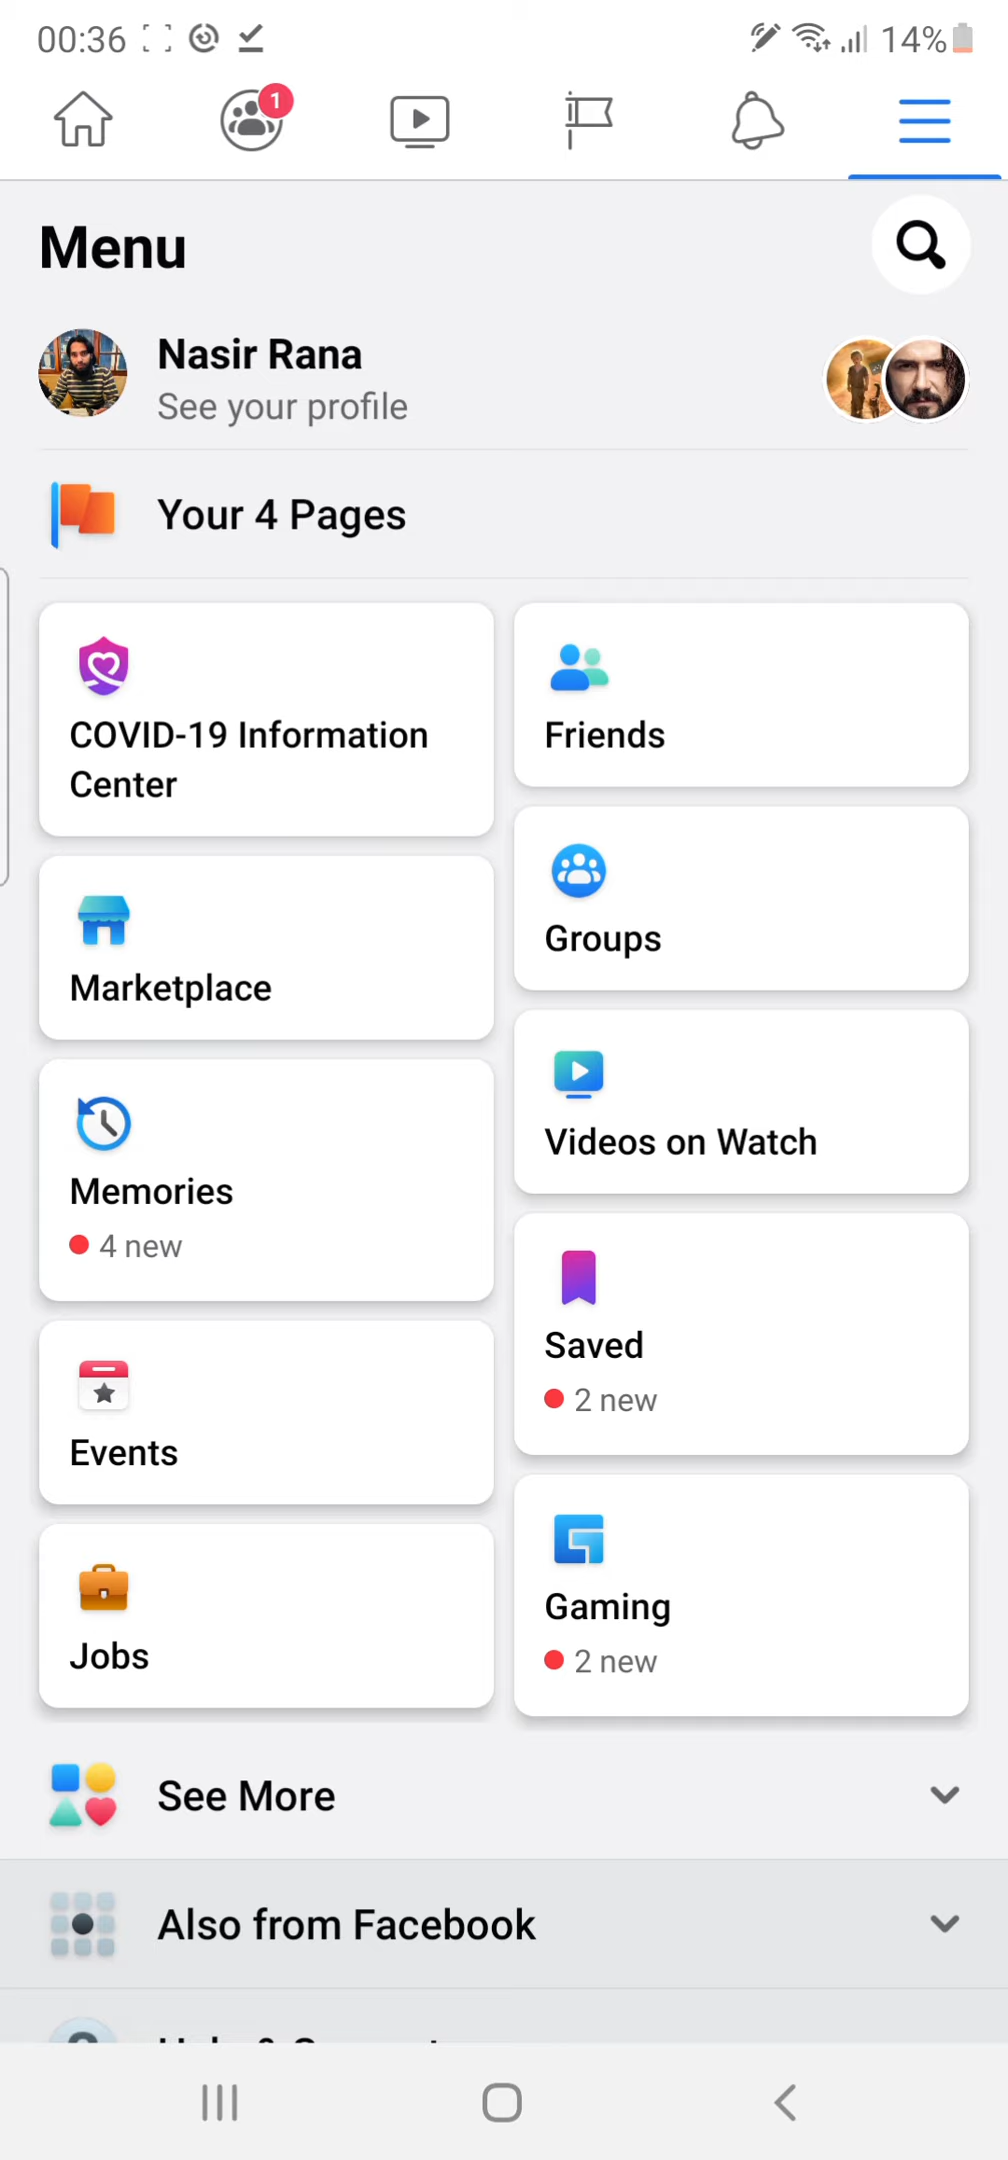 00:36
14%
1
Menu
Nasir Rana
See your profile
Your 4 Pages
COVID-19 Information
Center
Friends
Marketplace
Groups
Memories
4 new
Videos on Watch
Saved
2 new
Events
Gaming
2 new
Jobs
See More
Also from Facebook